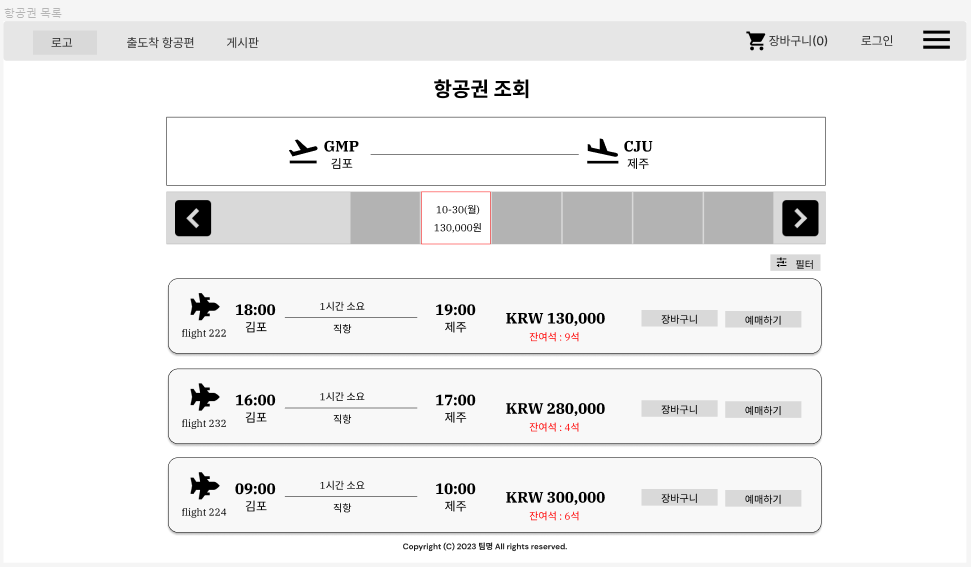 항공권 목록
로고 출도착 항공편 게시판 장바구니(0) 로그인
항공권 조회
GMP CJU
김포 제주
10-30(월)
130,000원
필터
18:00 1시간 소요 19:00
flight 222 김포 직항 제주 KRW 130,000 장바구니 예매하기
잔여석 : 9석
16:00 1시간 소요 17:00
flight 232 김포 직항 제주 KRW 280,000 장바구니 예매하기
잔여석 : 4석
09:00 1시간 소요 10:00
flight 224 김포 직항 제주 KRW 300,000 장바구니 예매하기
잔여석 : 6석
Copyright (C) 2023 팀명 All rights reserved.